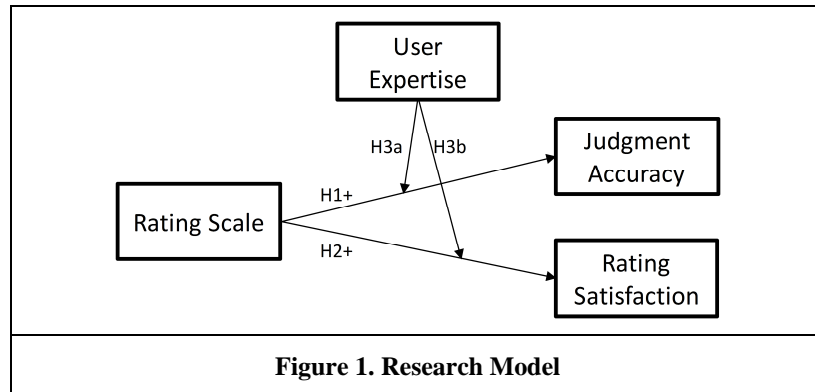 User
Expertise
H3a
H3b
Judgment
Accuracy
H1+
Rating Scale
H2+
Rating
Satisfaction
Figure 1. Research Model